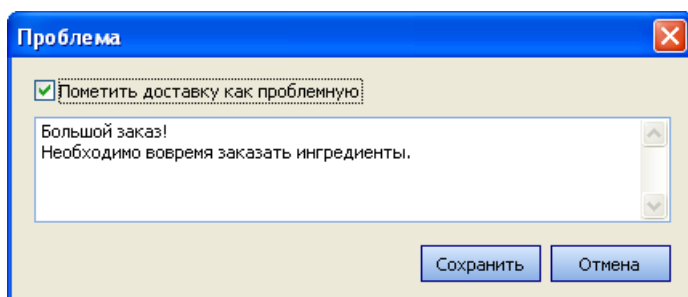 Проблема
Пометить доставку как проблемную
Большой заказ!
Необходимо вовремя заказать ингредиенты.
Сохранить Отмена